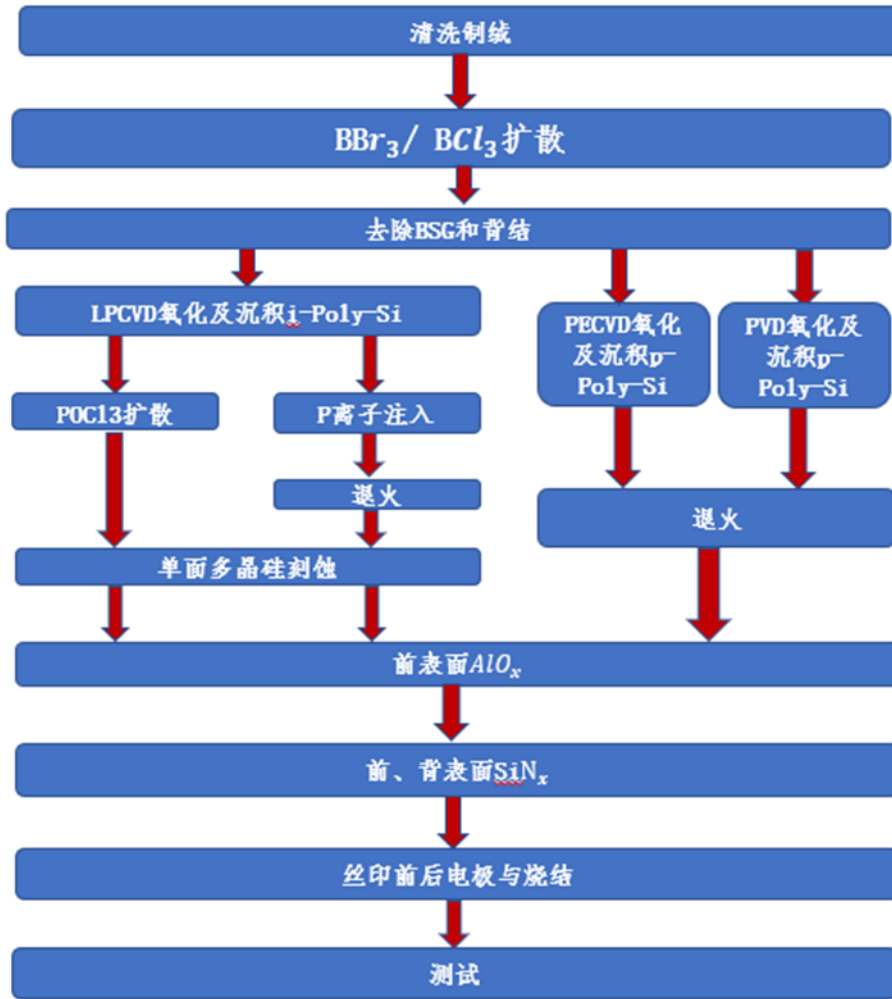 清洗制绒
BBr₃/ BCl₃扩散
去除BSG和背结
LPCVD氧化及沉积i-Poly-Si
PECVD氧化
及沉积p-
Poly-Si
PVD氧化及
沉积p-
Poly-Si
POCl3扩散
P离子注入
退火
退火
单面多晶硅刻蚀
前表面AlOₓ
前、背表面SiNₓ
丝印前后电极与烧结
测试